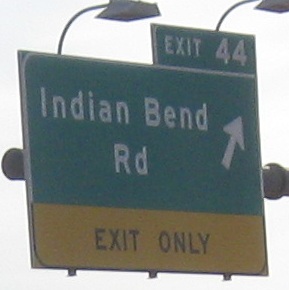 EXIT 44
Indian Bend
Rd
EXIT ONLY